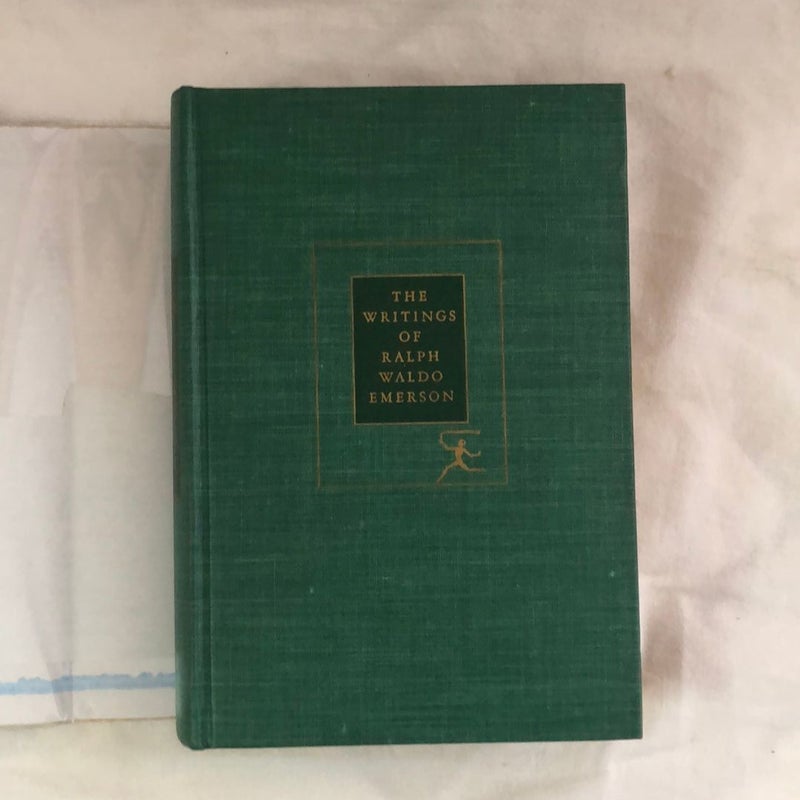 THE
WRITINGS
OF
RALPH
WALDO
EMERSON